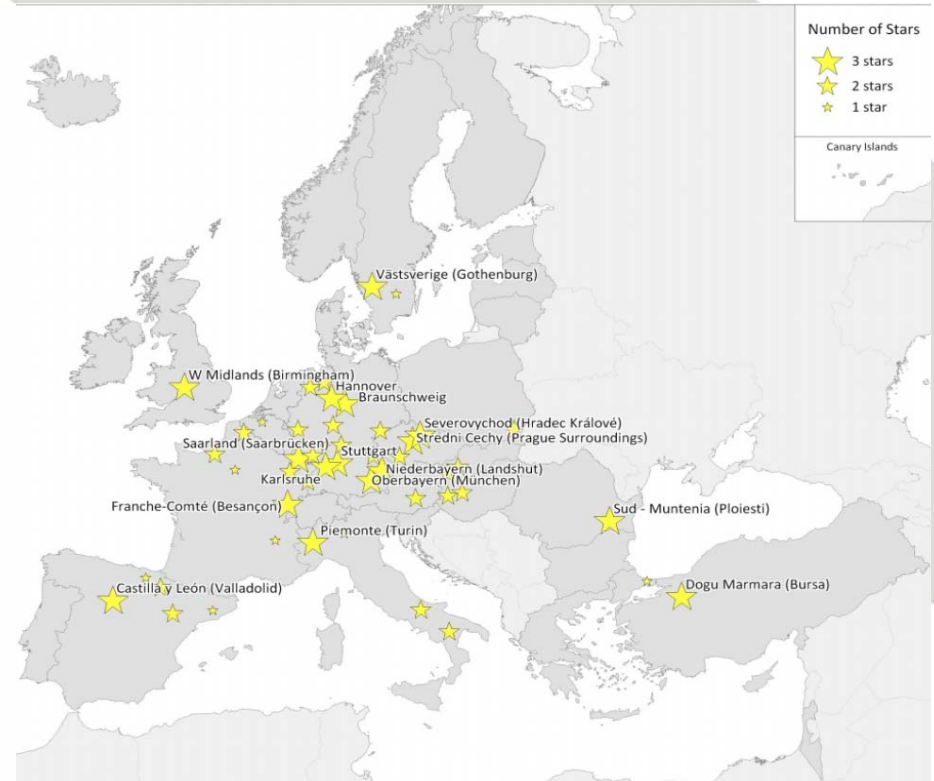 Number of Stars
3 stars
2 stars
1 star
Canary Islands
Västsverige (Gothenburg)
W Midlands (Birmingham)
Hannover
Braunschweig
Severovychod (Hradec Králové)
Saarland (Saarbrücken)
Stredni Cechy (Prague Surroundings)
Stuttgart
Niederbayern (Landshut)
Karlsruhe
Oberbayern (München)
Franche-Comté (Besançon)
Sud - Muntenia (Ploiesti)
Piemonte (Turin)
Castilla y León (Valladolid)
Dogu Marmara (Bursa)